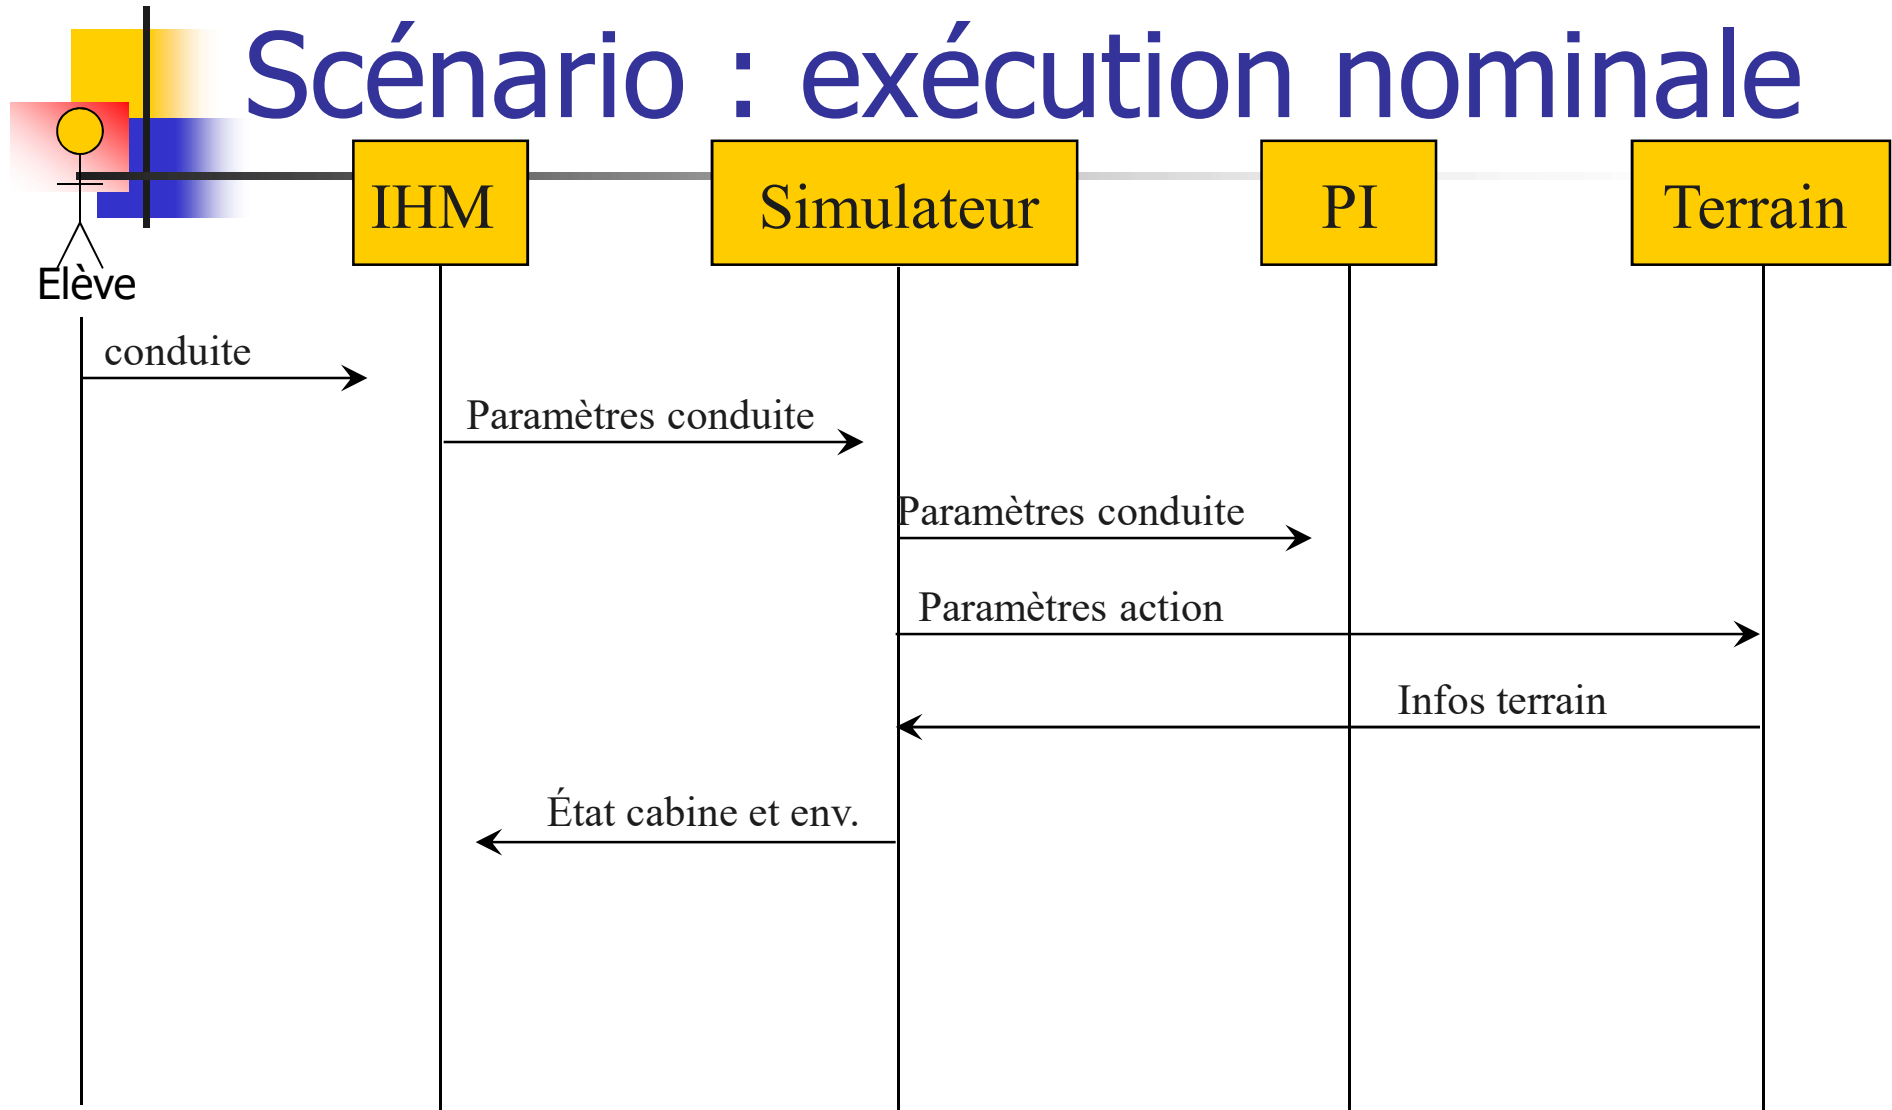 Scénario : exécution nominale
IHM
Simulateur
PI
Terrain
Elève
conduite
Paramètres conduite
Paramètres conduite
Paramètres action
Infos terrain
État cabine et env.